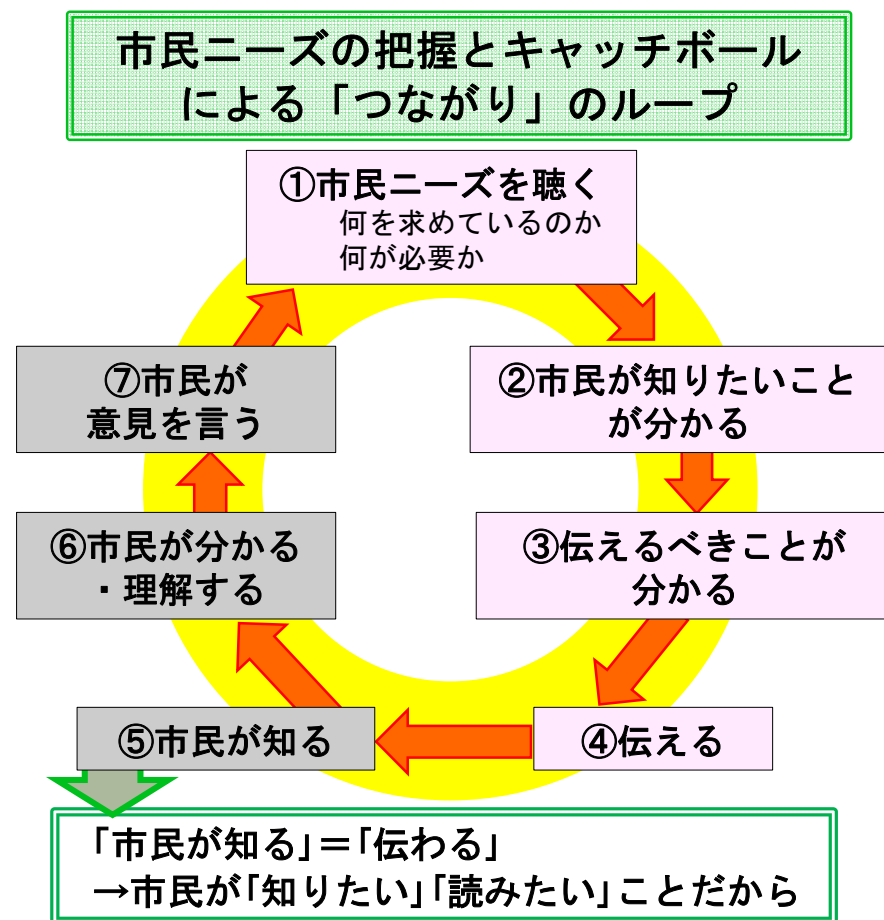 市民ニーズの把握とキャッチボール
による「つながり」のループ
①市民ニーズを聴く
何を求めているのか
何が必要か
②市民が知りたいこと
が分かる
③伝えるべきことが
分かる
④伝える
⑤市民が知る
⑥市民が分かる
・理解する
⑦市民が
意見を言う
「市民が知る」＝「伝わる」
→市民が「知りたい」「読みたい」ことだから